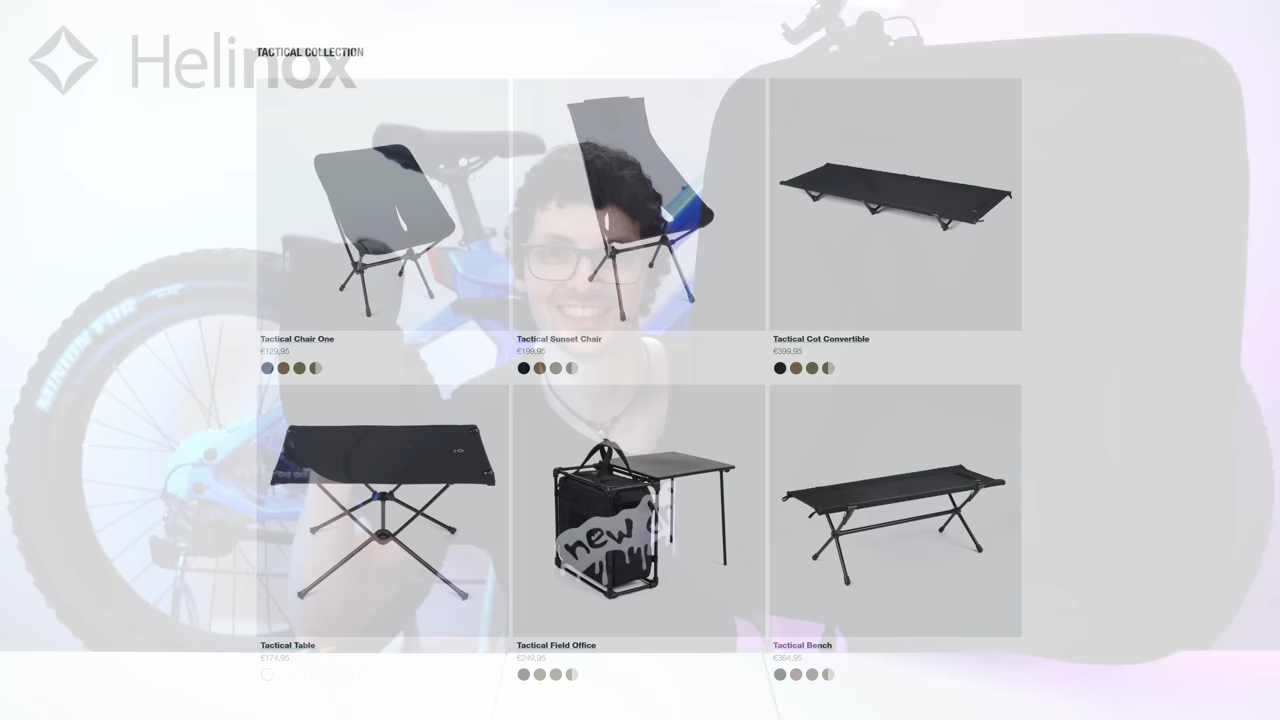 Helinox
TACTICAL COLLECTION
Tactical Chair One
€129,95
Tactical Sunset Chair
€199,95
Tactical Cot Convertible
€399,95
Tactical Table
€174,95
Tactical Field Office
€249,95
Tactical Bench
€364,95
new